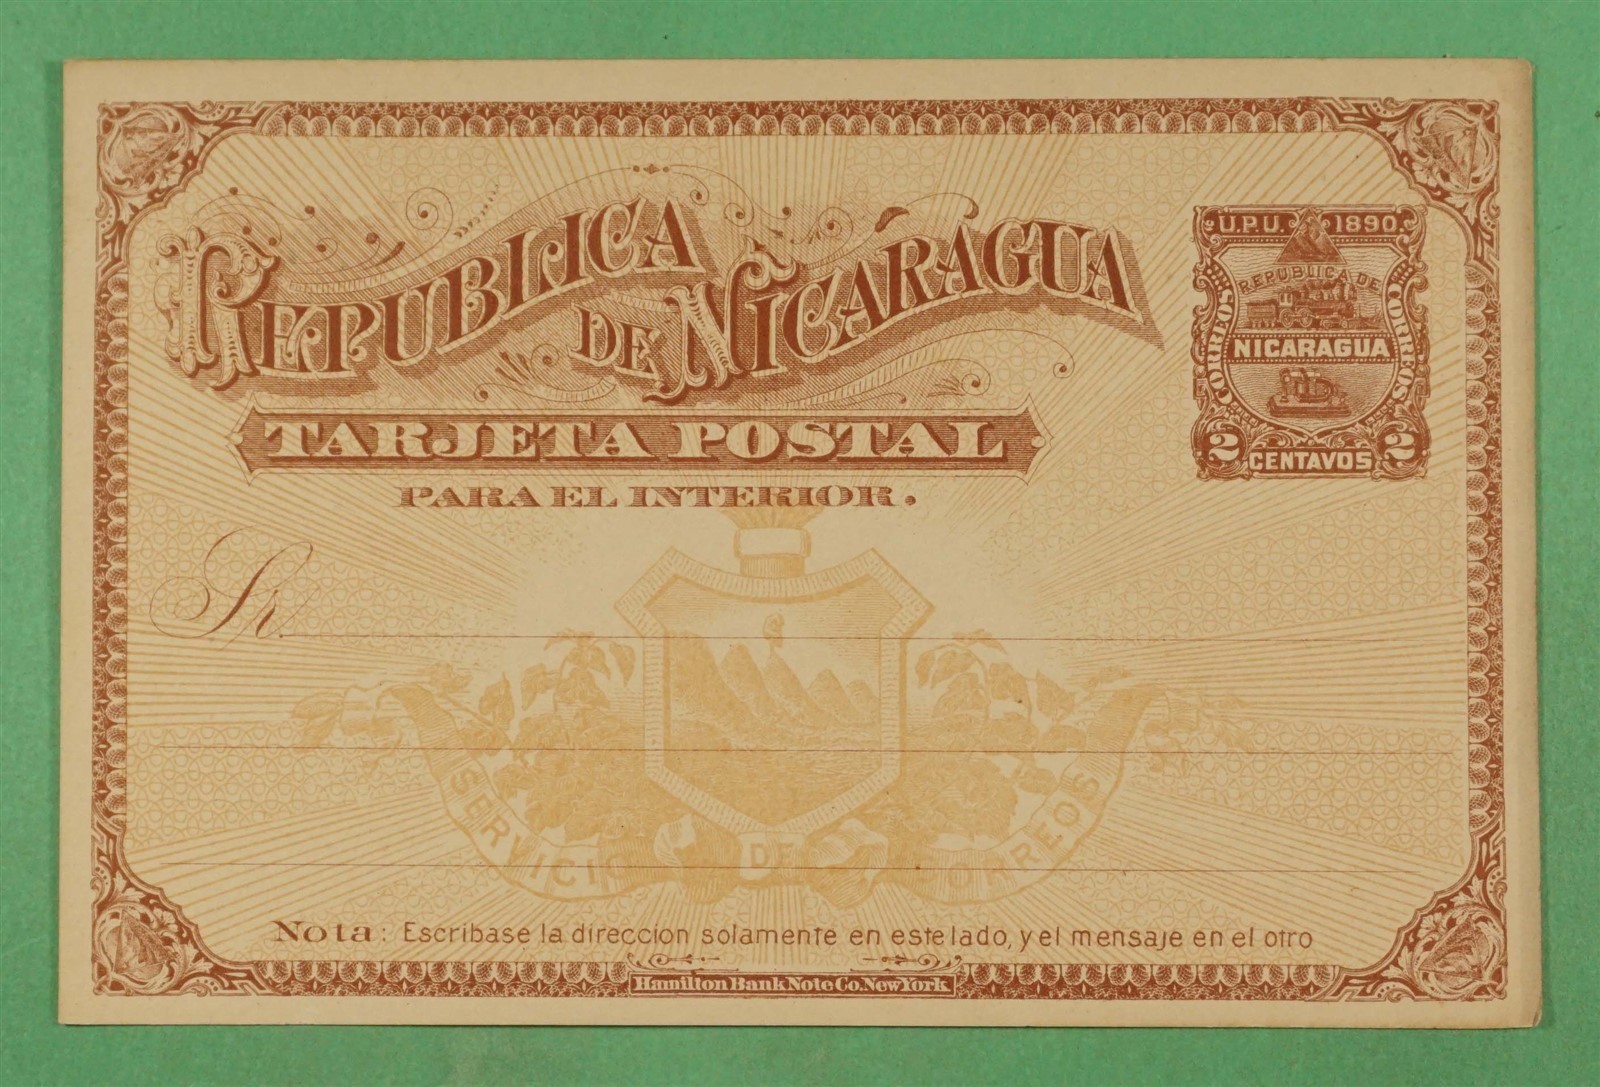 REPUBLICA
DE NICARAGUA
TARJETA POSTAL
PARA EL INTERIOR.
U.P.U. 1890.
REPUBLICA DE
CORREOS CORREOS
NICARAGUA
2 CENTAVOS 2
Sr.
SERVICIO DE CORREOS
Nota: Escribase la direccion solamente en este lado, y el mensaje en el otro
Hamilton Bank Note Co. New York